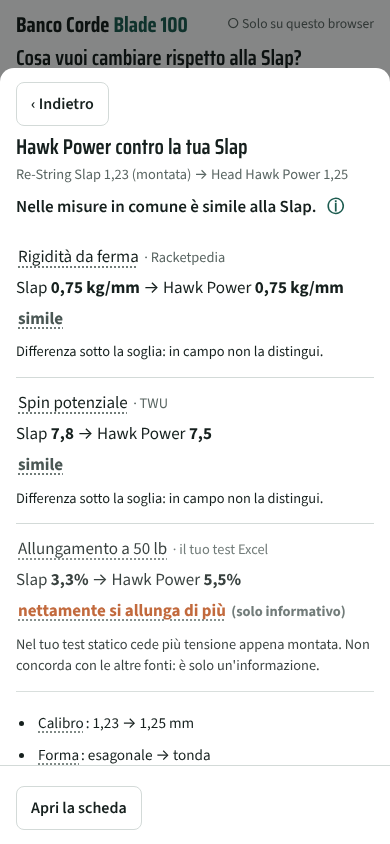 Banco Corde Blade 100
Solo su questo browser
Cosa vuoi cambiare rispetto alla Slap?
‹ Indietro
Hawk Power contro la tua Slap
Re-String Slap 1,23 (montata) → Head Hawk Power 1,25
Nelle misure in comune è simile alla Slap. ⓘ
Rigidità da ferma · Racketpedia
Slap 0,75 kg/mm → Hawk Power 0,75 kg/mm
simile
Differenza sotto la soglia: in campo non la distingui.
Spin potenziale · TWU
Slap 7,8 → Hawk Power 7,5
simile
Differenza sotto la soglia: in campo non la distingui.
Allungamento a 50 lb · il tuo test Excel
Slap 3,3% → Hawk Power 5,5%
nettamente si allunga di più (solo informativo)
Nel tuo test statico cede più tensione appena montata. Non
concorda con le altre fonti: è solo un'informazione.
• Calibro: 1,23 → 1,25 mm
• Forma: esagonale → tonda
Apri la scheda